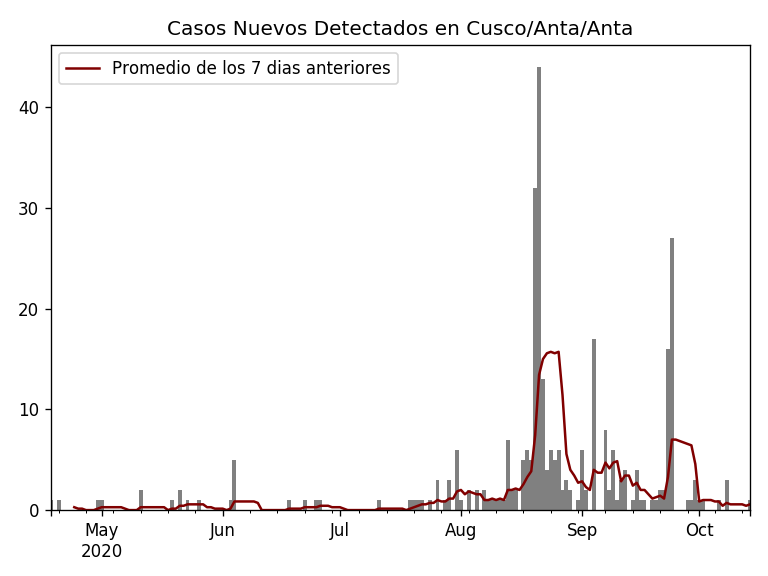 Casos Nuevos Detectados en Cusco/Anta/Anta
Promedio de los 7 dias anteriores
40
30
20
10
0
May Jun Jul Aug Sep Oct
2020